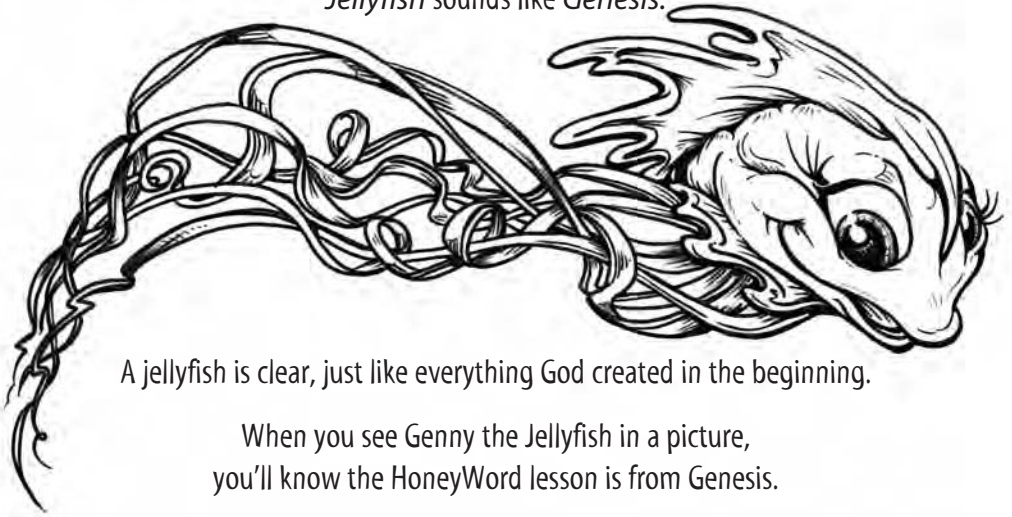 Jellyfish sounds like Genesis.
A jellyfish is clear, just like everything God created in the beginning.
When you see Genny the Jellyfish in a picture,
you'll know the HoneyWord lesson is from Genesis.